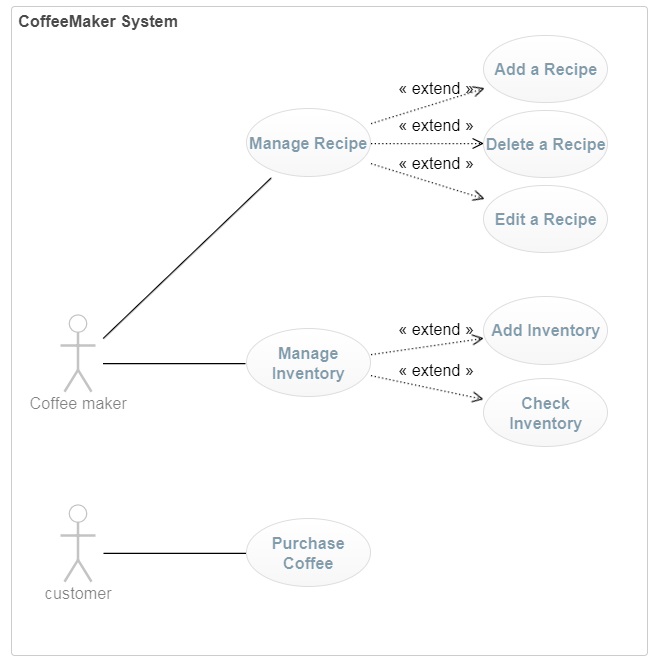 CoffeeMaker System
Add a Recipe
« extend »
« extend »
Manage Recipe
Delete a Recipe
« extend »
Edit a Recipe
« extend »
Add Inventory
Manage
Inventory
« extend »
Coffee maker
Check
Inventory
Purchase
Coffee
customer